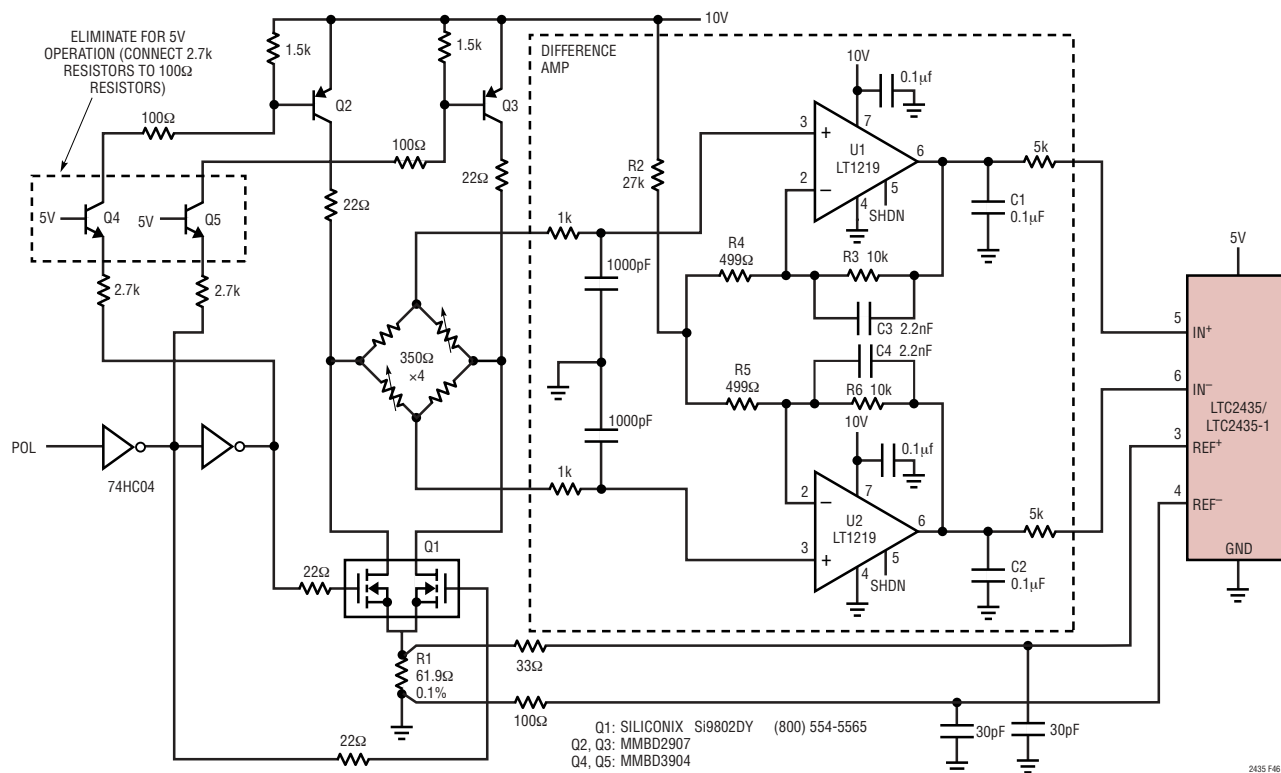 ELIMINATE FOR 5V
OPERATION (CONNECT 2.7k
RESISTORS TO 100Ω
RESISTORS)
1.5k
1.5k
10V
Q2
Q3
100Ω
100Ω
22Ω
22Ω
5V
Q4
5V
Q5
2.7k
2.7k
350Ω
×4
POL
74HC04
22Ω
Q1
R1
61.9Ω
0.1%
22Ω
33Ω
100Ω
30pF
30pF
DIFFERENCE
AMP
R2
27k
1k
1000pF
1000pF
1k
10V
0.1µf
3
+
7
U1
LT1219
6
2
−
5
4
SHDN
R4
499Ω
R3 10k
C3 2.2nF
C4 2.2nF
R5
499Ω
R6 10k
10V
0.1µf
2
−
7
U2
LT1219
6
3
+
5
4
SHDN
5k
C1
0.1µF
5k
C2
0.1µF
5V
5
IN+
6
IN−
LTC2435/
LTC2435-1
3
REF+
4
REF−
GND
Q1: SILICONIX Si9802DY (800) 554-5565
Q2, Q3: MMBD2907
Q4, Q5: MMBD3904
2435 F46